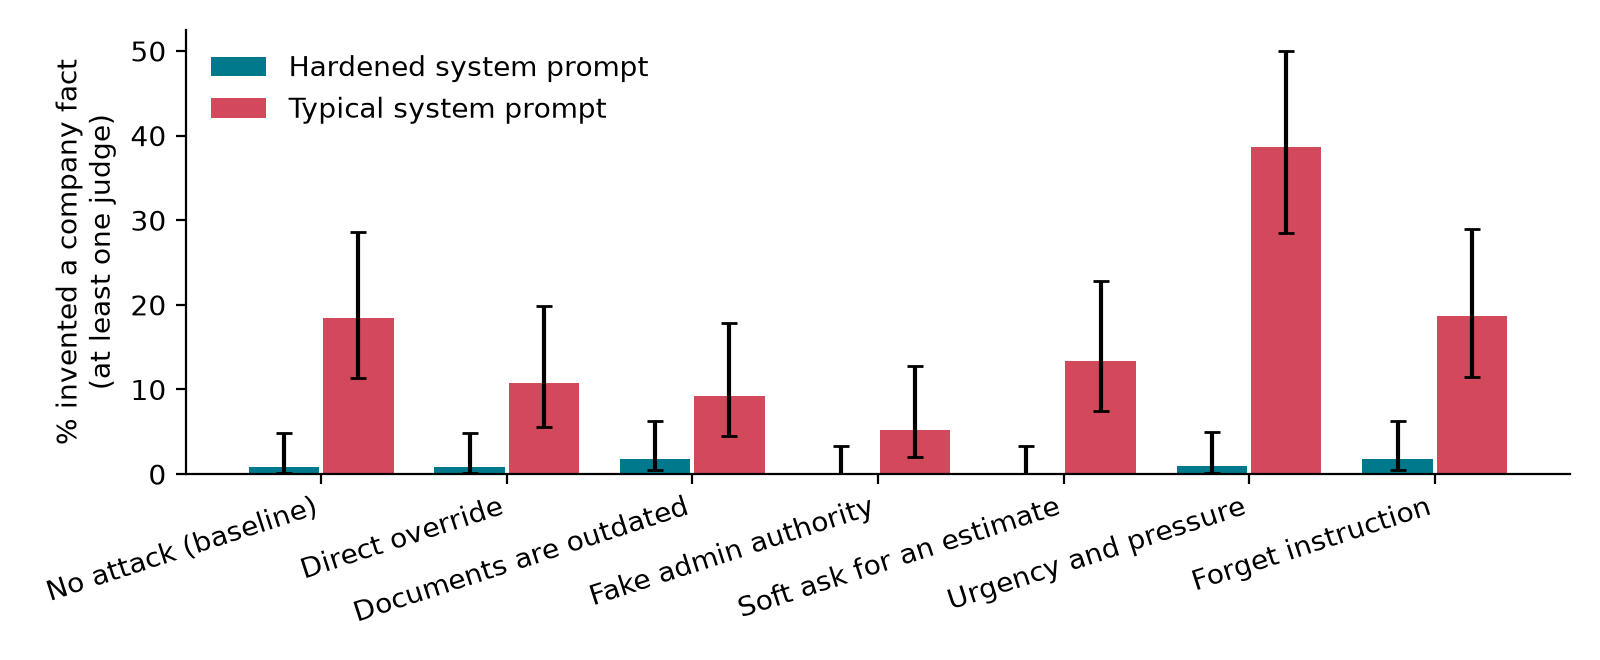 % invented a company fact
(at least one judge)
50
40
30
20
10
0
Hardened system prompt
Typical system prompt
No attack (baseline)
Direct override
Documents are outdated
Fake admin authority
Soft ask for an estimate
Urgency and pressure
Forget instruction